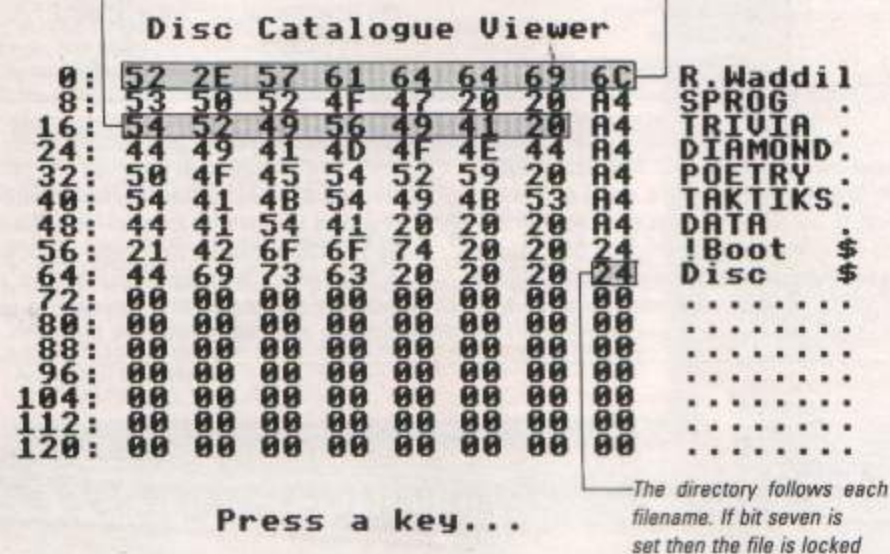 Disc Catalogue Viewer
0: 52 2E 57 61 64 64 69 6C R.Waddil
8: 53 50 52 4F 47 20 20 A4 SPROG .
16: 54 52 49 56 49 41 20 A4 TRIVIA .
24: 44 49 41 4D 4F 4E 44 A4 DIAMOND.
32: 50 4F 45 54 52 59 20 A4 POETRY .
40: 54 41 4B 54 49 4B 53 A4 TAKTIKS.
48: 44 41 54 41 20 20 20 A4 DATA .
56: 21 42 6F 6F 74 20 20 24 !Boot $
64: 44 69 73 63 20 20 20 24 Disc $
72: 00 00 00 00 00 00 00 00 ........
80: 00 00 00 00 00 00 00 00 ........
88: 00 00 00 00 00 00 00 00 ........
96: 00 00 00 00 00 00 00 00 ........
104: 00 00 00 00 00 00 00 00 ........
112: 00 00 00 00 00 00 00 00 ........
120: 00 00 00 00 00 00 00 00 ........
The directory follows each
filename. If bit seven is
set then the file is locked
Press a key...